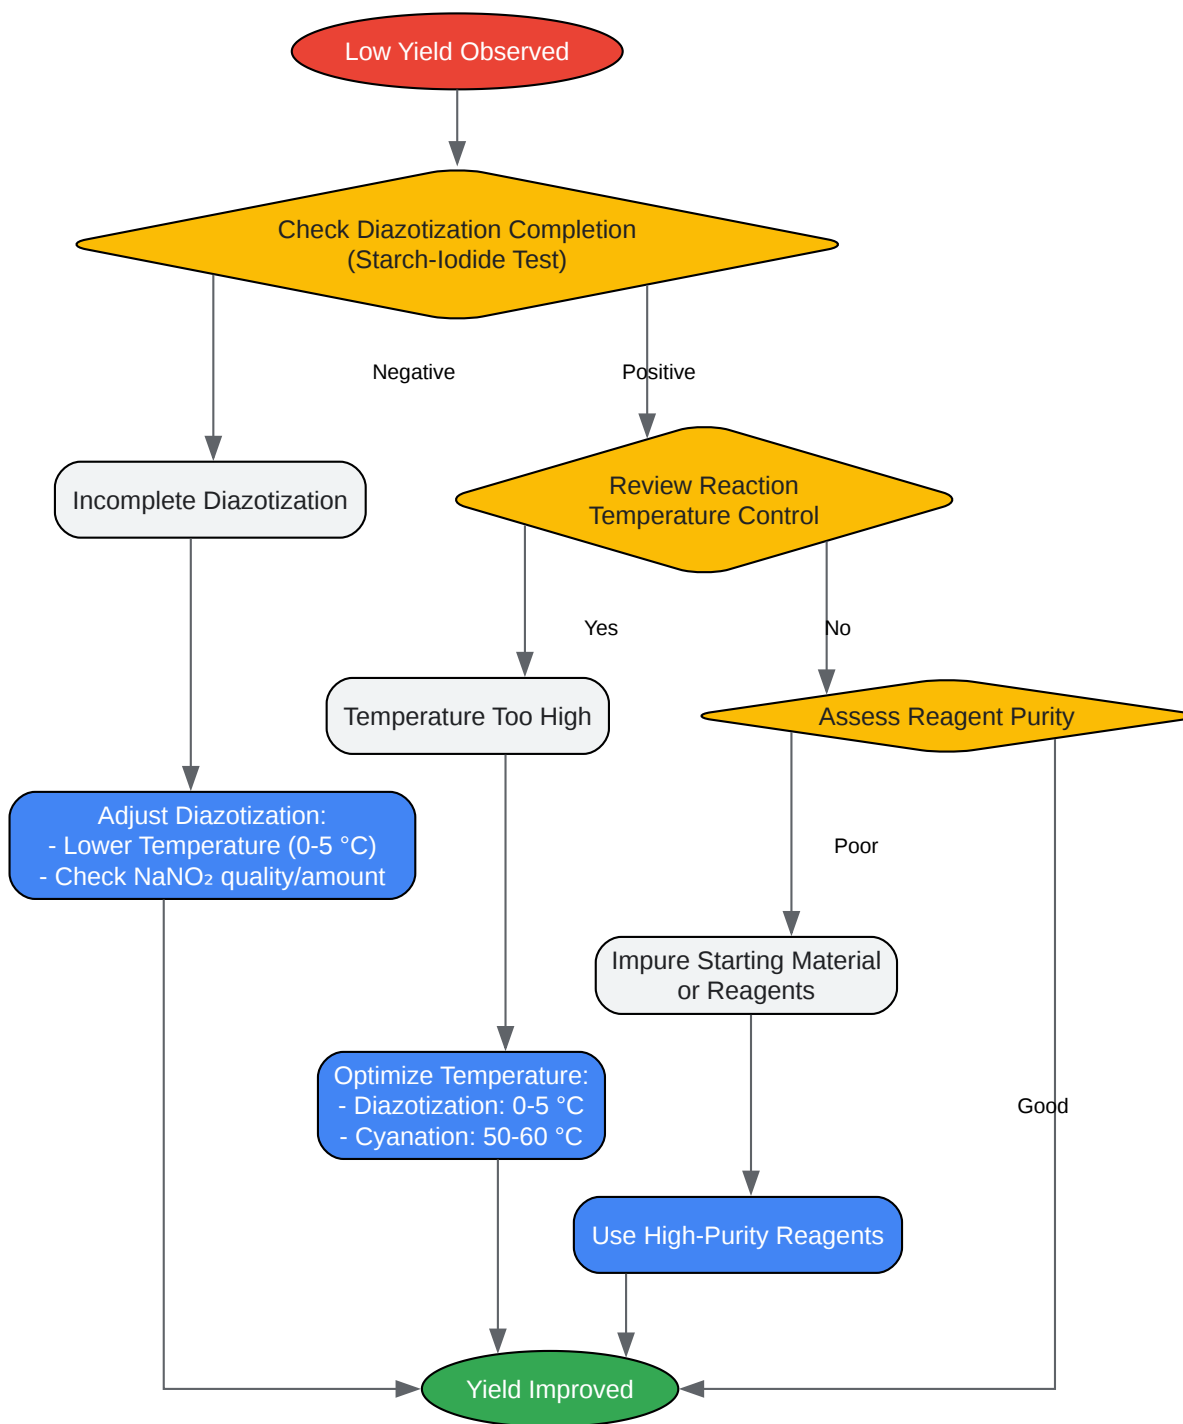 Low Yield Observed
Check Diazotization Completion
(Starch-Iodide Test)
Negative
Positive
Incomplete Diazotization
Review Reaction
Temperature Control
Yes
No
Temperature Too High
Assess Reagent Purity
Adjust Diazotization:
- Lower Temperature (0-5 °C)
- Check NaNO₂ quality/amount
Poor
Impure Starting Material
or Reagents
Optimize Temperature:
- Diazotization: 0-5 °C
- Cyanation: 50-60 °C
Good
Use High-Purity Reagents
Yield Improved